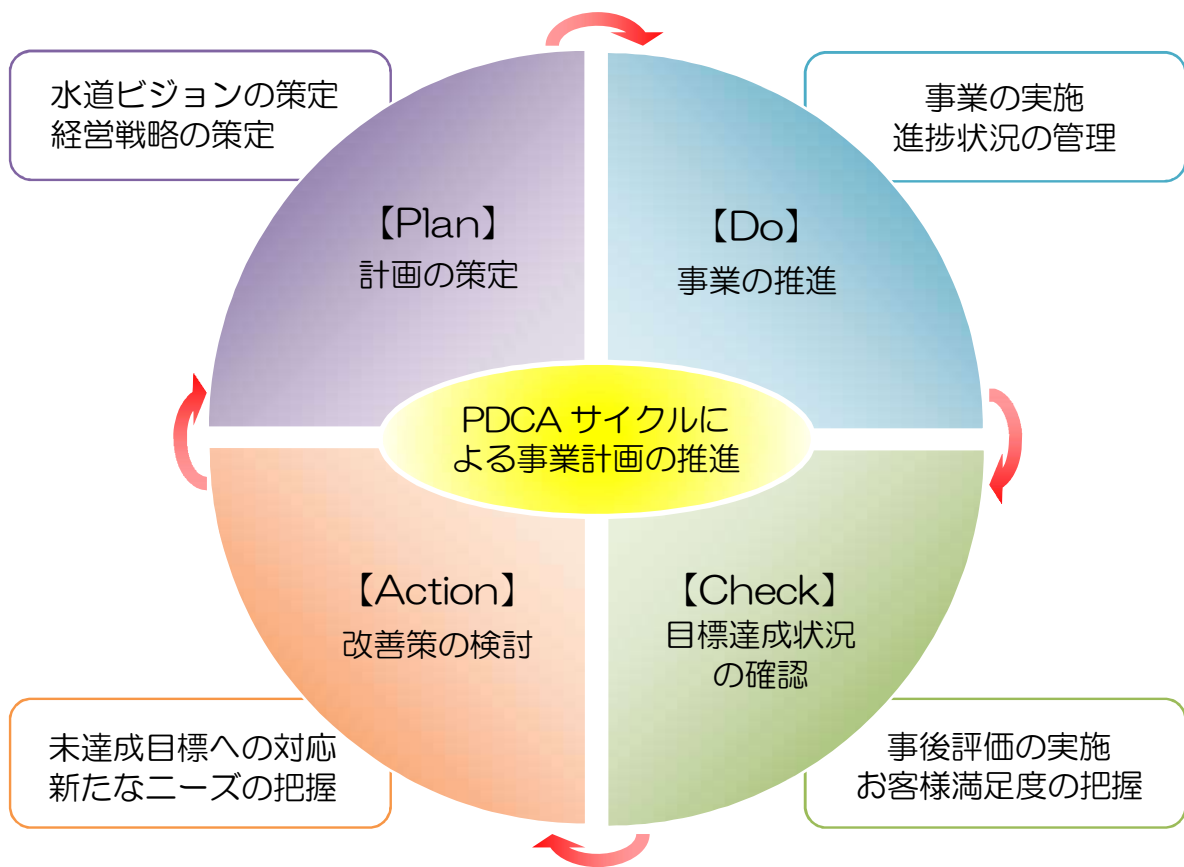 水道ビジョンの策定
経営戦略の策定
事業の実施
進捗状況の管理
【Plan】
計画の策定
【Do】
事業の推進
PDCA サイクルに
よる事業計画の推進
【Action】
改善策の検討
【Check】
目標達成状況
の確認
未達成目標への対応
新たなニーズの把握
事後評価の実施
お客様満足度の把握